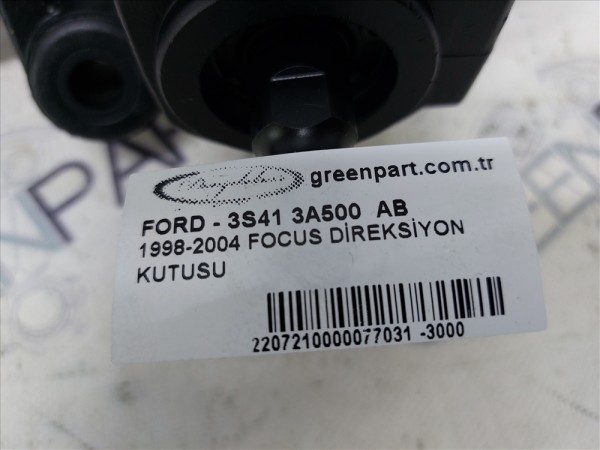 greenpart.com.tr
FORD - 3S41 3A500 AB
1998-2004 FOCUS DİREKSİYON
KUTUSU
2207210000077031 -3000